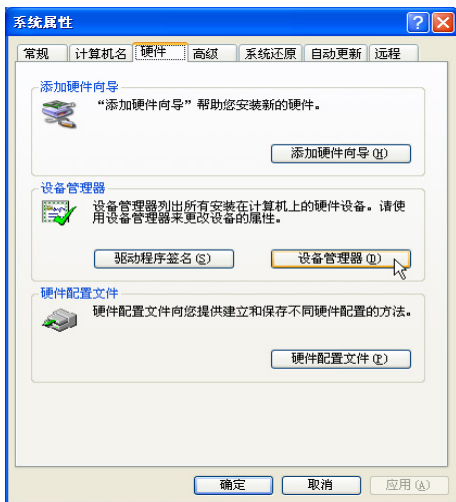 系统属性
常规 计算机名 硬件 高级 系统还原 自动更新 远程
添加硬件向导
“添加硬件向导”帮助您安装新的硬件。
添加硬件向导(H)
设备管理器
设备管理器列出所有安装在计算机上的硬件设备。请使
用设备管理器来更改设备的属性。
驱动程序签名(S) 设备管理器(D)
硬件配置文件
硬件配置文件向您提供建立和保存不同硬件配置的方法。
硬件配置文件(P)
确定 取消 应用(A)